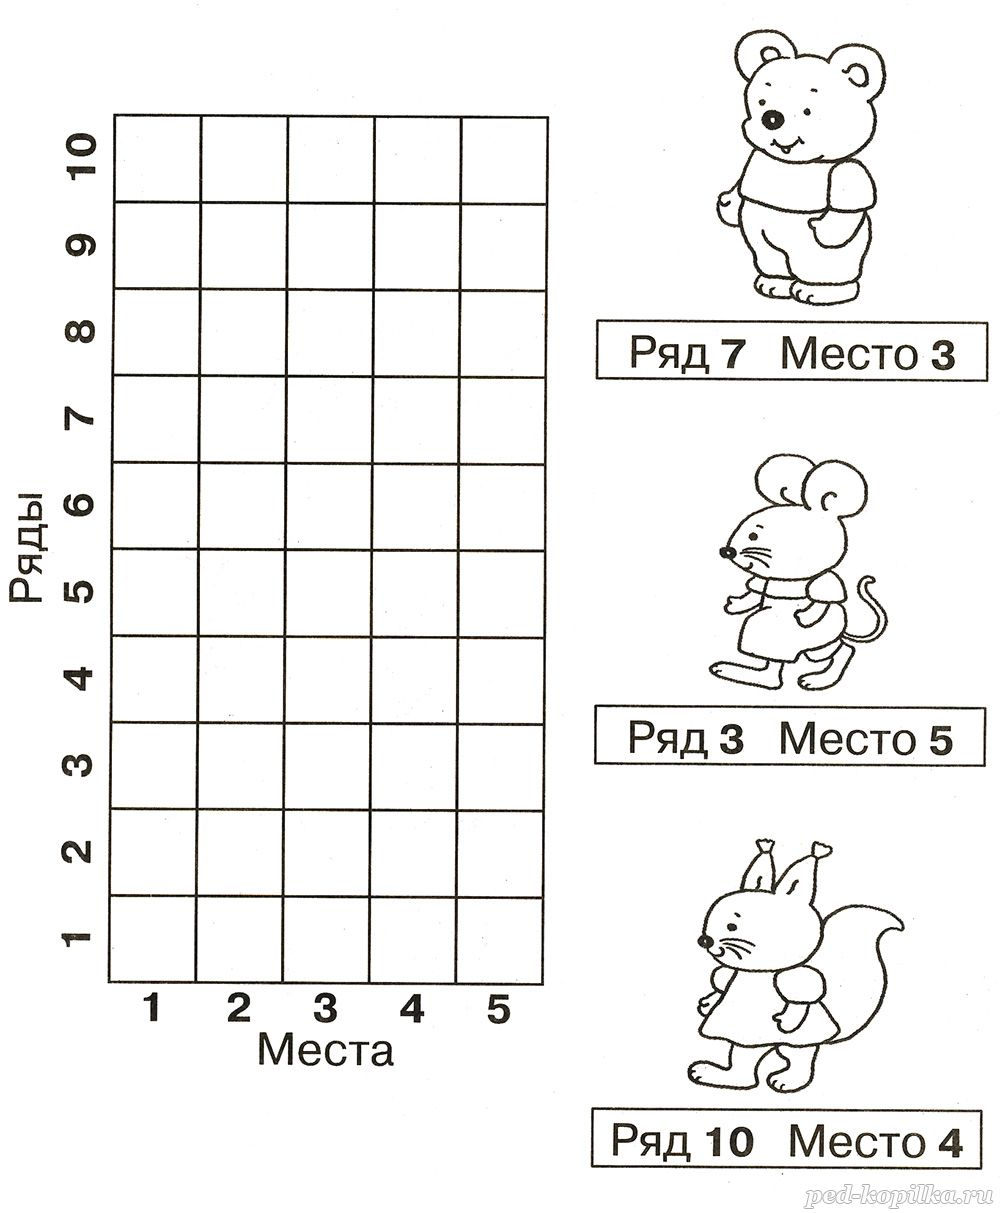 10
9
8
7
6
5
4
3
2
1
Ряды
1 2 3 4 5
Места
Ряд 7 Место 3
Ряд 3 Место 5
Ряд 10 Место 4
ped-kopilka.ru